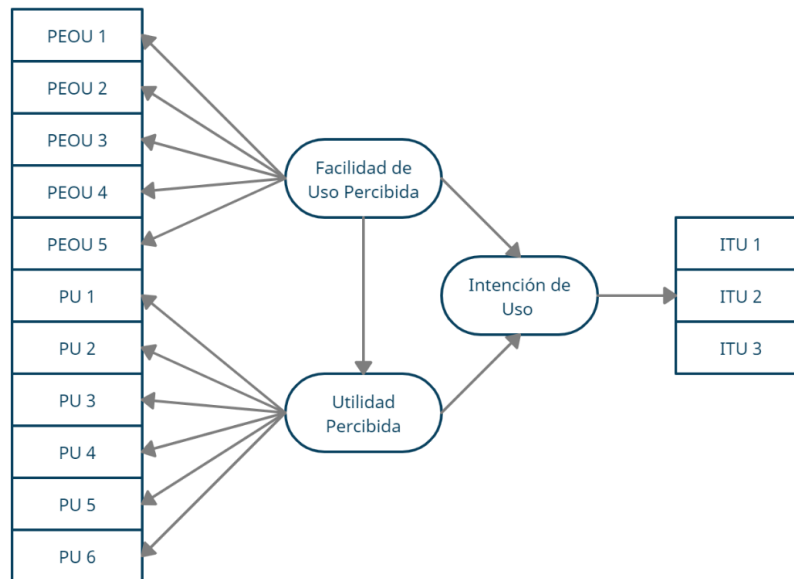 PEOU 1
PEOU 2
PEOU 3
PEOU 4
PEOU 5
PU 1
PU 2
PU 3
PU 4
PU 5
PU 6
Facilidad de
Uso Percibida
Utilidad
Percibida
Intención de
Uso
ITU 1
ITU 2
ITU 3